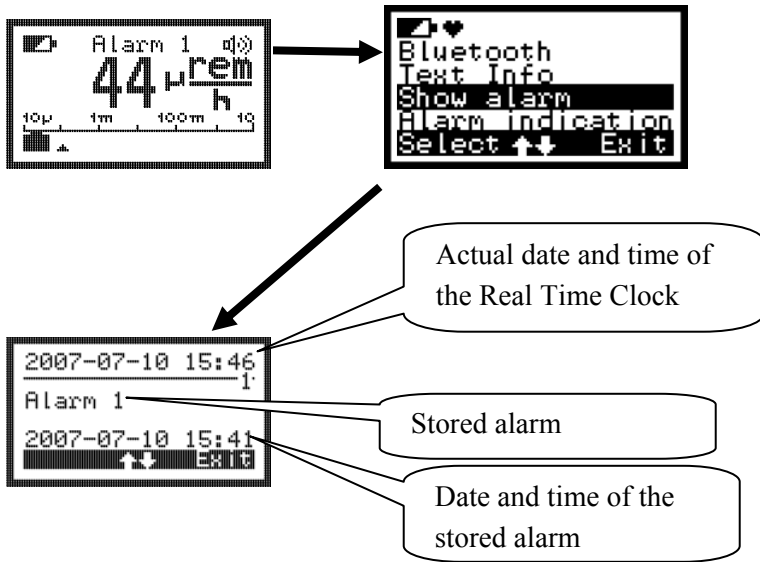 Alarm 1
44 µrem/h
10µ 1m 100m 10
Bluetooth
Text Info
Show alarm
Alarm indication
Select Exit
Actual date and time of
the Real Time Clock
2007-07-10 15:46
1
Alarm 1
2007-07-10 15:41
Exit
Stored alarm
Date and time of the
stored alarm